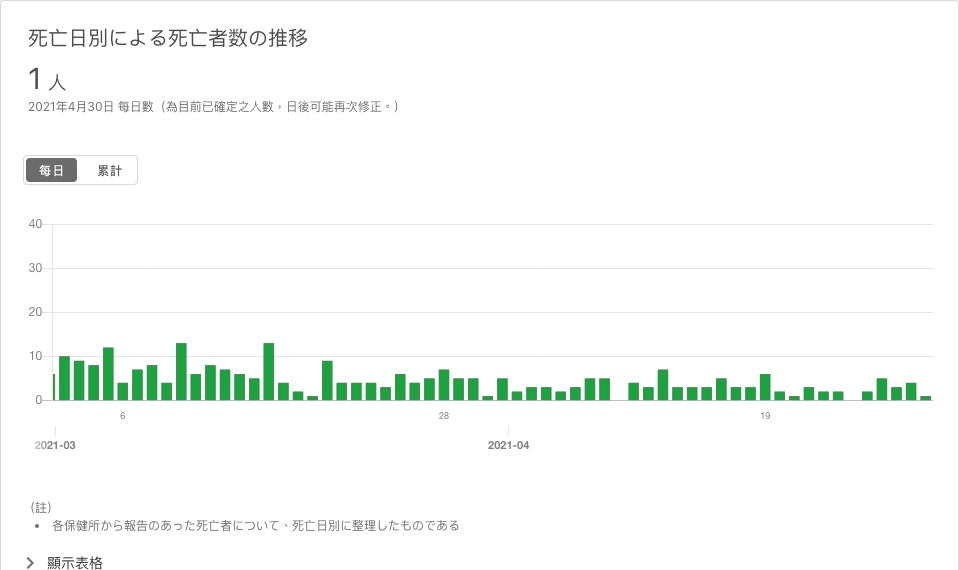 死亡日別による死亡者数の推移
1 人
2021年4月30日 每日數（為目前已確定之人數，日後可能再次修正。）
每日 累計
40
30
20
10
0
6 28 19
2021-03 2021-04
（註）
• 各保健所から報告のあった死亡者について、死亡日別に整理したものである
顯示表格